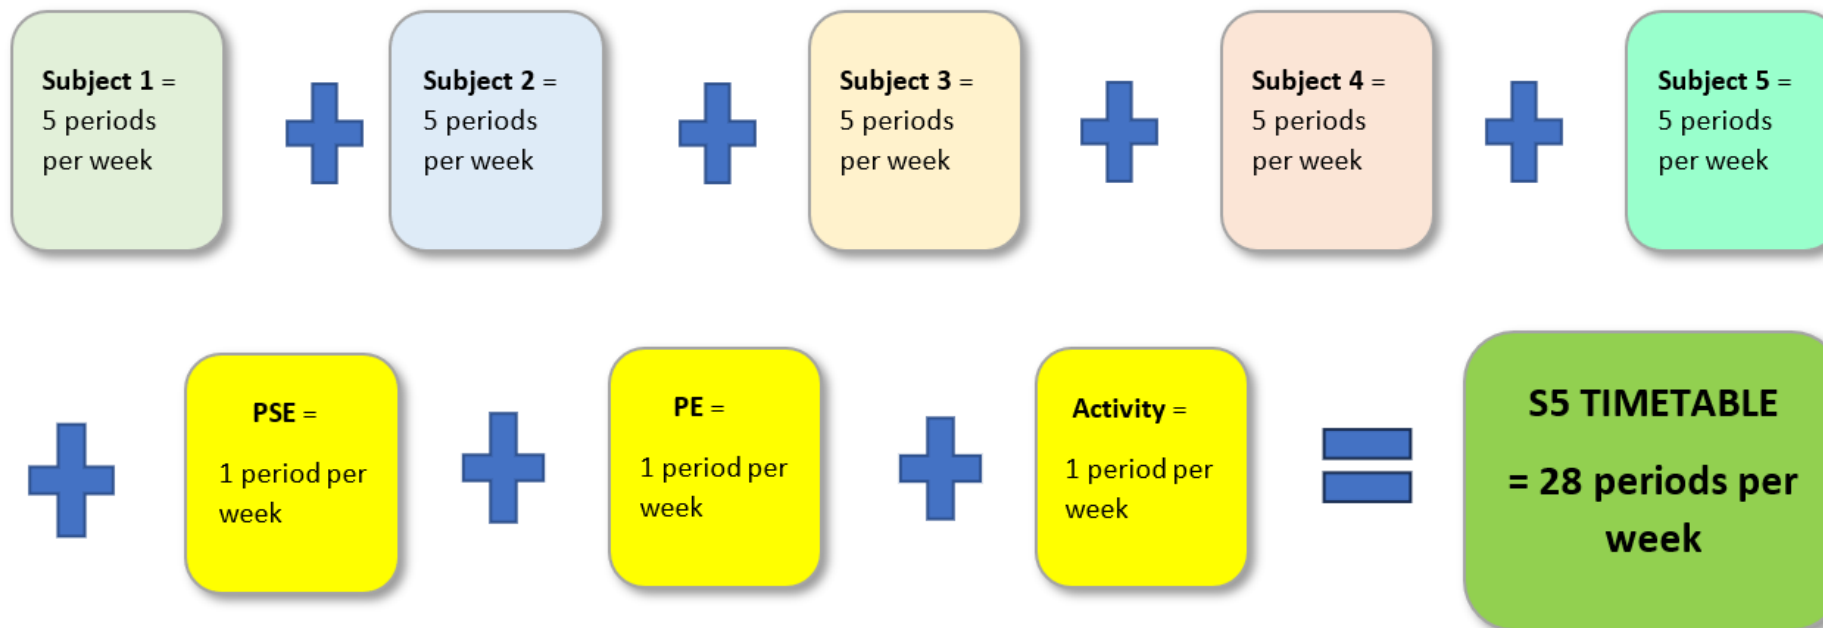 Subject 1 =
5 periods
per week
Subject 2 =
5 periods
per week
Subject 3 =
5 periods
per week
Subject 4 =
5 periods
per week
Subject 5 =
5 periods
per week
PSE =
1 period per
week
PE =
1 period per
week
Activity =
1 period per
week
S5 TIMETABLE
= 28 periods per
week